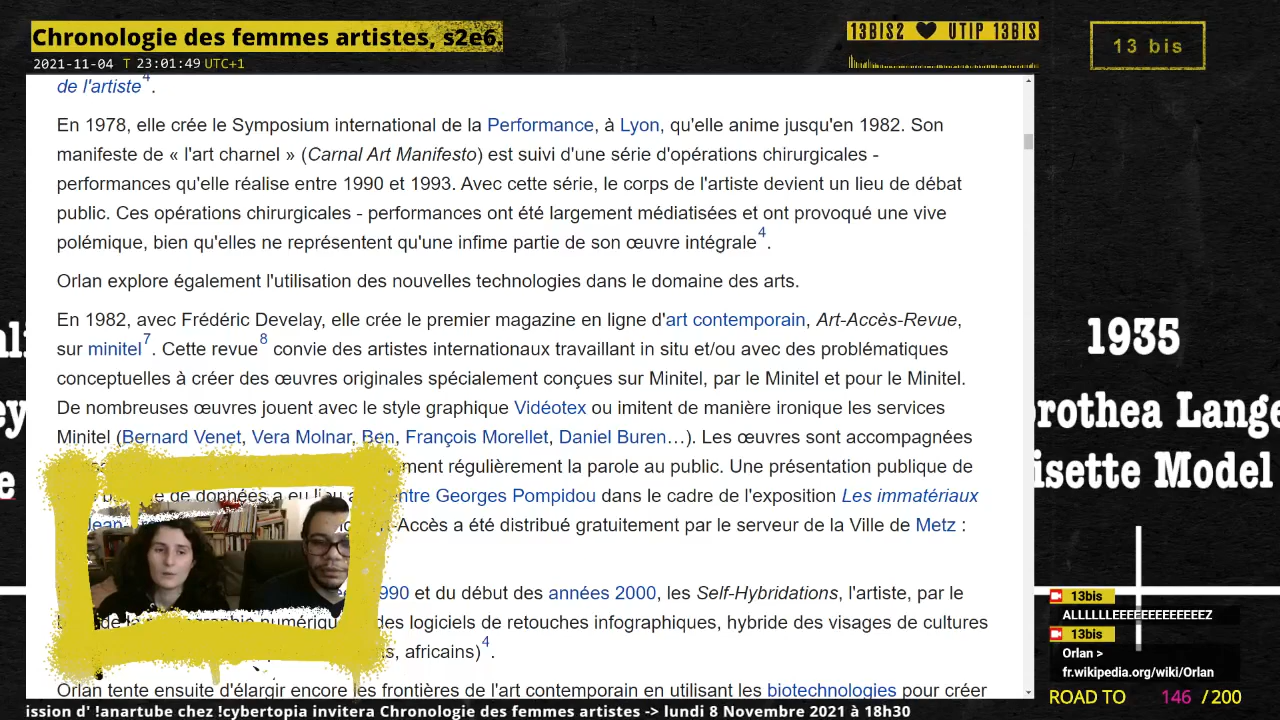 Chronologie des femmes artistes, s2e6.
2021-11-04 T 23:01:49 UTC+1
13BIS2 ♥ UTIP 13BIS
13 bis
de l'artiste4.
En 1978, elle crée le Symposium international de la Performance, à Lyon, qu'elle anime jusqu'en 1982. Son
manifeste de « l'art charnel » (Carnal Art Manifesto) est suivi d'une série d'opérations chirurgicales -
performances qu'elle réalise entre 1990 et 1993. Avec cette série, le corps de l'artiste devient un lieu de débat
public. Ces opérations chirurgicales - performances ont été largement médiatisées et ont provoqué une vive
polémique, bien qu'elles ne représentent qu'une infime partie de son œuvre intégrale4.
Orlan explore également l'utilisation des nouvelles technologies dans le domaine des arts.
En 1982, avec Frédéric Develay, elle crée le premier magazine en ligne d'art contemporain, Art-Accès-Revue,
sur minitel7. Cette revue8 convie des artistes internationaux travaillant in situ et/ou avec des problématiques
conceptuelles à créer des œuvres originales spécialement conçues sur Minitel, par le Minitel et pour le Minitel.
De nombreuses œuvres jouent avec le style graphique Vidéotex ou imitent de manière ironique les services
Minitel (Bernard Venet, Vera Molnar, Ben, François Morellet, Daniel Buren…). Les œuvres sont accompagnées
ment régulièrement la parole au public. Une présentation publique de
de données a eu lieu a entre Georges Pompidou dans le cadre de l'exposition Les immatériaux
Jean- t-Accès a été distribué gratuitement par le serveur de la Ville de Metz :
990 et du début des années 2000, les Self-Hybridations, l'artiste, par le
numériqu des logiciels de retouches infographiques, hybride des visages de cultures
s, africains)4.
Orlan tente ensuite d'élargir encore les frontières de l'art contemporain en utilisant les biotechnologies pour créer
1935
orothea Lange
isette Model
13bis
ALLLLLLEEEEEEEEEEEEEZ
13bis
Orlan >
fr.wikipedia.org/wiki/Orlan
ROAD TO 146 / 200
ission d' !anartube chez !cybertopia invitera Chronologie des femmes artistes -> lundi 8 Novembre 2021 à 18h30